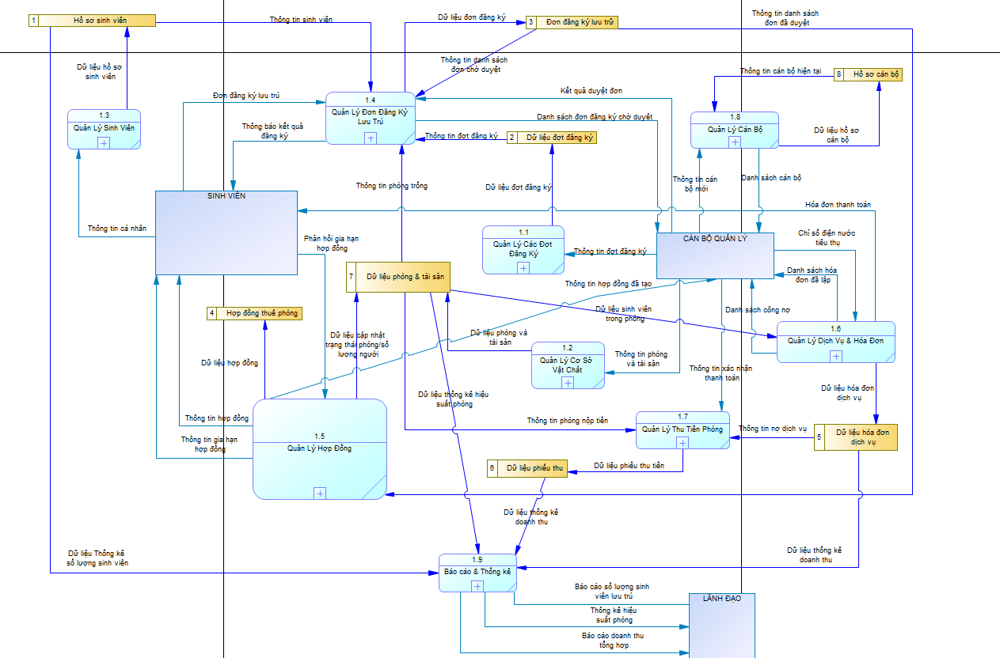 1 Hồ sơ sinh viên
Thông tin sinh viên
Dữ liệu đơn đăng ký
3 Đơn đăng ký lưu trữ
Thông tin danh sách
đơn đã duyệt
Dữ liệu hồ sơ
sinh viên
Thông tin danh sách
đơn chờ duyệt
Thông tin cán bộ hiện tại
8 Hồ sơ cán bộ
Đơn đăng ký lưu trú
Kết quả duyệt đơn
1.3
Quản Lý Sinh Viên
1.4
Quản Lý Đơn Đăng Ký
Lưu Trú
Thông báo kết quả
đăng ký
Danh sách đơn đăng ký chờ duyệt
1.8
Quản Lý Cán Bộ
Dữ liệu hồ sơ
cán bộ
Thông tin đợt đăng ký
2 Dữ liệu đợt đăng ký
Thông tin phòng trống
Dữ liệu đợt đăng ký
Thông tin cán
bộ mới
Danh sách cán bộ
SINH VIÊN
Hóa đơn thanh toán
Thông tin cá nhân
Phản hồi gia hạn
hợp đồng
1.1
Quản Lý Các Đợt
Đăng Ký
Thông tin đợt đăng ký
CÁN BỘ QUẢN LÝ
Chỉ số điện nước
tiêu thụ
7 Dữ liệu phòng & tài sản
Thông tin hợp đồng đã tạo
Danh sách hóa
đơn đã lập
4 Hợp đồng thuê phòng
Dữ liệu sinh viên
trong phòng
Danh sách công nợ
Dữ liệu cập nhật
trạng thái phòng/số
lượng người
Dữ liệu phòng và
tài sản
1.6
Quản Lý Dịch Vụ & Hóa Đơn
Dữ liệu hợp đồng
1.2
Quản Lý Cơ Sở
Vật Chất
Thông tin phòng
và tài sản
Thông tin xác nhận
thanh toán
Dữ liệu thống kê hiệu
suất phòng
Dữ liệu hóa đơn
dịch vụ
Thông tin hợp đồng
Thông tin phòng nộp tiền
1.7
Quản Lý Thu Tiền Phòng
Thông tin nợ dịch vụ
5 Dữ liệu hóa đơn
dịch vụ
Thông tin gia hạn
hợp đồng
1.5
Quản Lý Hợp Đồng
6 Dữ liệu phiếu thu
Dữ liệu phiếu thu tiền
Dữ liệu thống kê
doanh thu
Dữ liệu Thống kê
số lượng sinh viên
Dữ liệu thống kê
doanh thu
1.9
Báo cáo & Thống kê
Báo cáo số lượng sinh
viên lưu trú
LÃNH ĐẠO
Thống kê hiệu
suất phòng
Báo cáo doanh thu
tổng hợp